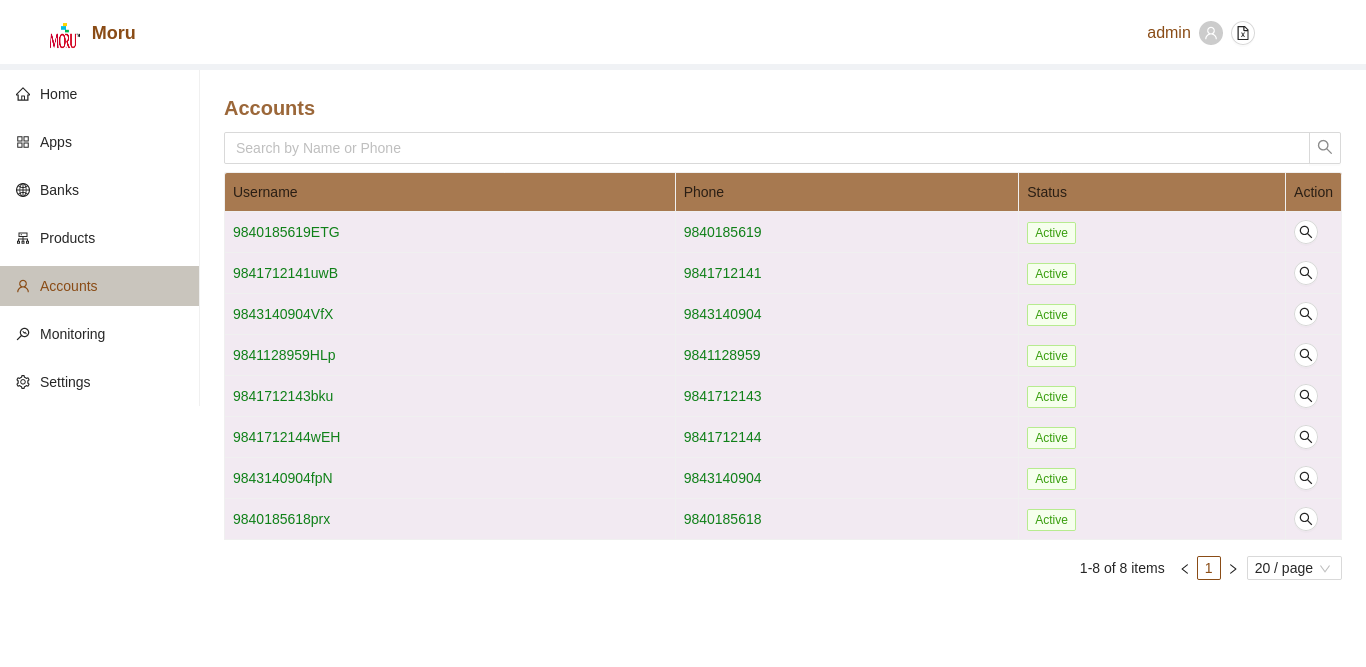 MORU Moru
admin
Home
Apps
Banks
Products
Accounts
Monitoring
Settings
Accounts
Search by Name or Phone
Username Phone Status Action
9840185619ETG 9840185619 Active
9841712141uwB 9841712141 Active
9843140904VfX 9843140904 Active
9841128959HLp 9841128959 Active
9841712143bku 9841712143 Active
9841712144wEH 9841712144 Active
9843140904fpN 9843140904 Active
9840185618prx 9840185618 Active
1-8 of 8 items 1 20 / page